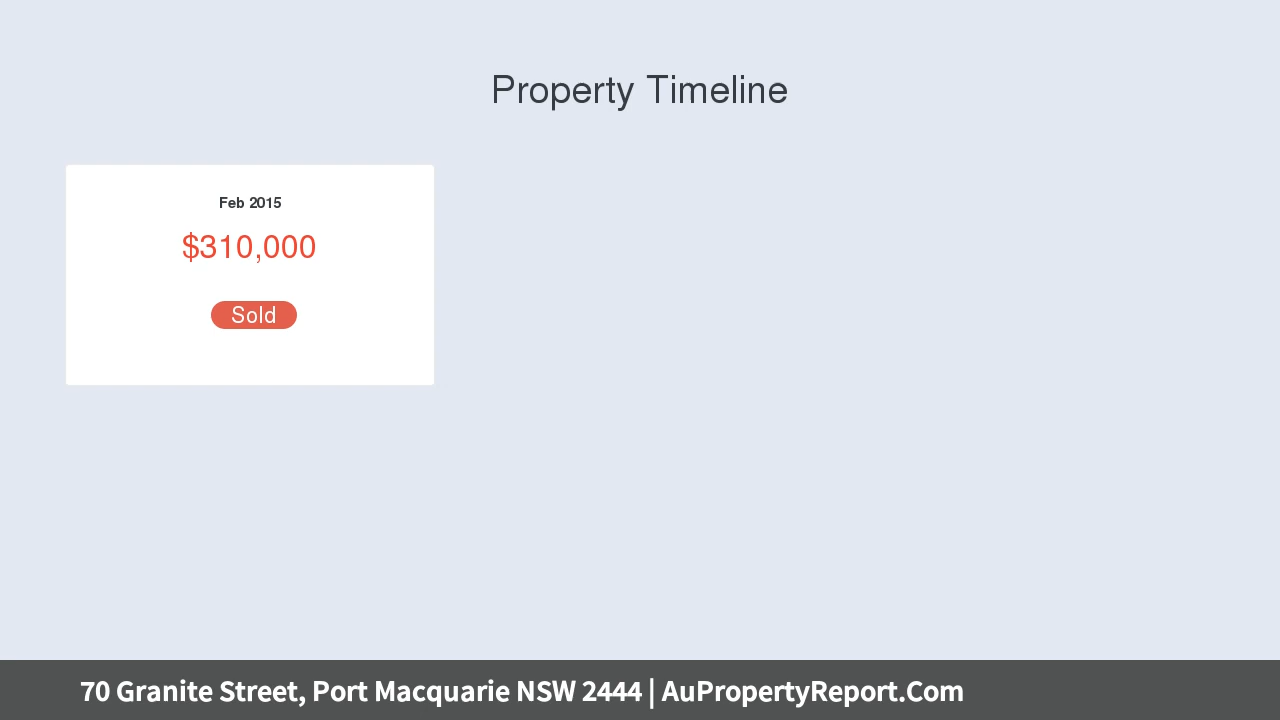 Property Timeline
Feb 2015
$310,000
Sold
70 Granite Street, Port Macquarie NSW 2444 | AuPropertyReport.Com